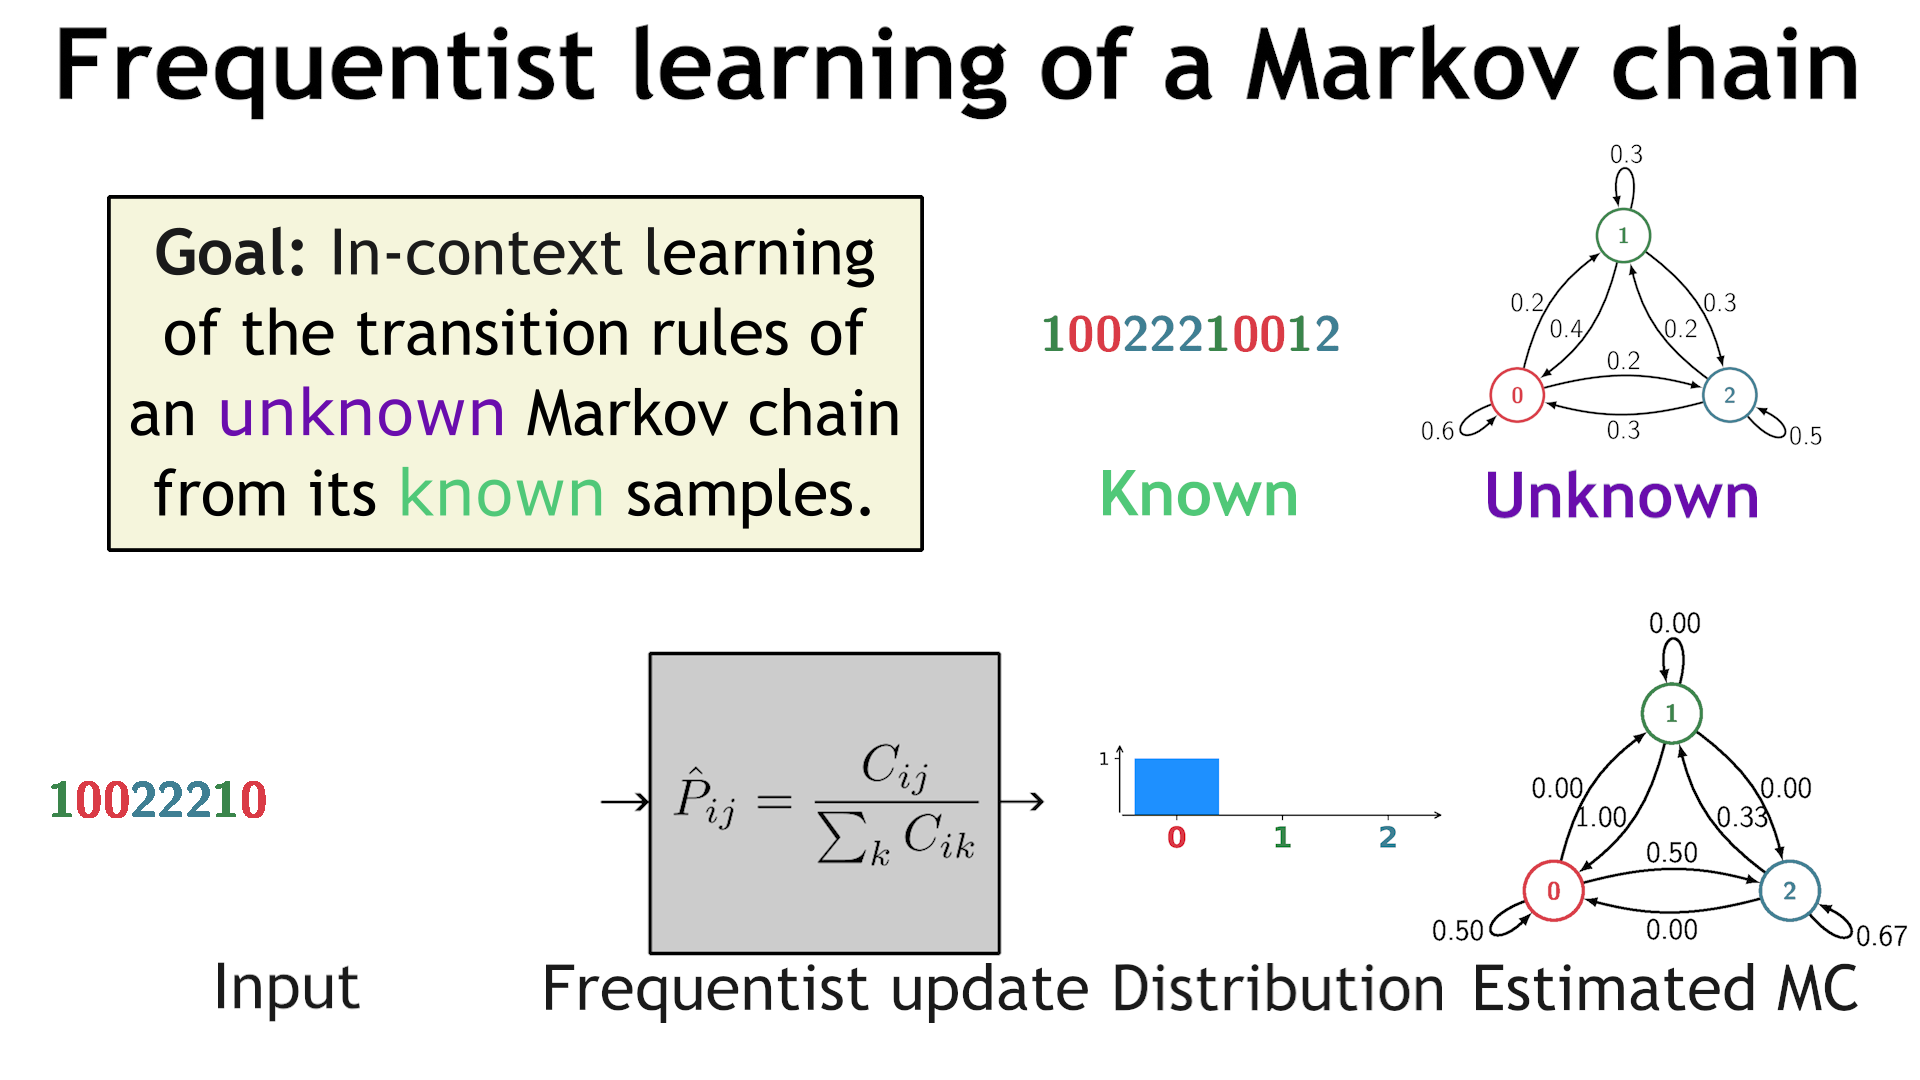 Frequentist learning of a Markov chain
Goal: In-context learning
of the transition rules of
an unknown Markov chain
from its known samples.
10022210012
Known
0.3
1
0.2
0.3
0.4
0.2
0.2
0
2
0.6
0.3
0.5
Unknown
10022210
Input
P̂_{ij} = C_{ij} / ∑_k C_{ik}
Frequentist update
1
0 1 2
Distribution
0.00
1
0.00
0.00
1.00
0.33
0.50
0
2
0.50
0.00
0.67
Estimated MC